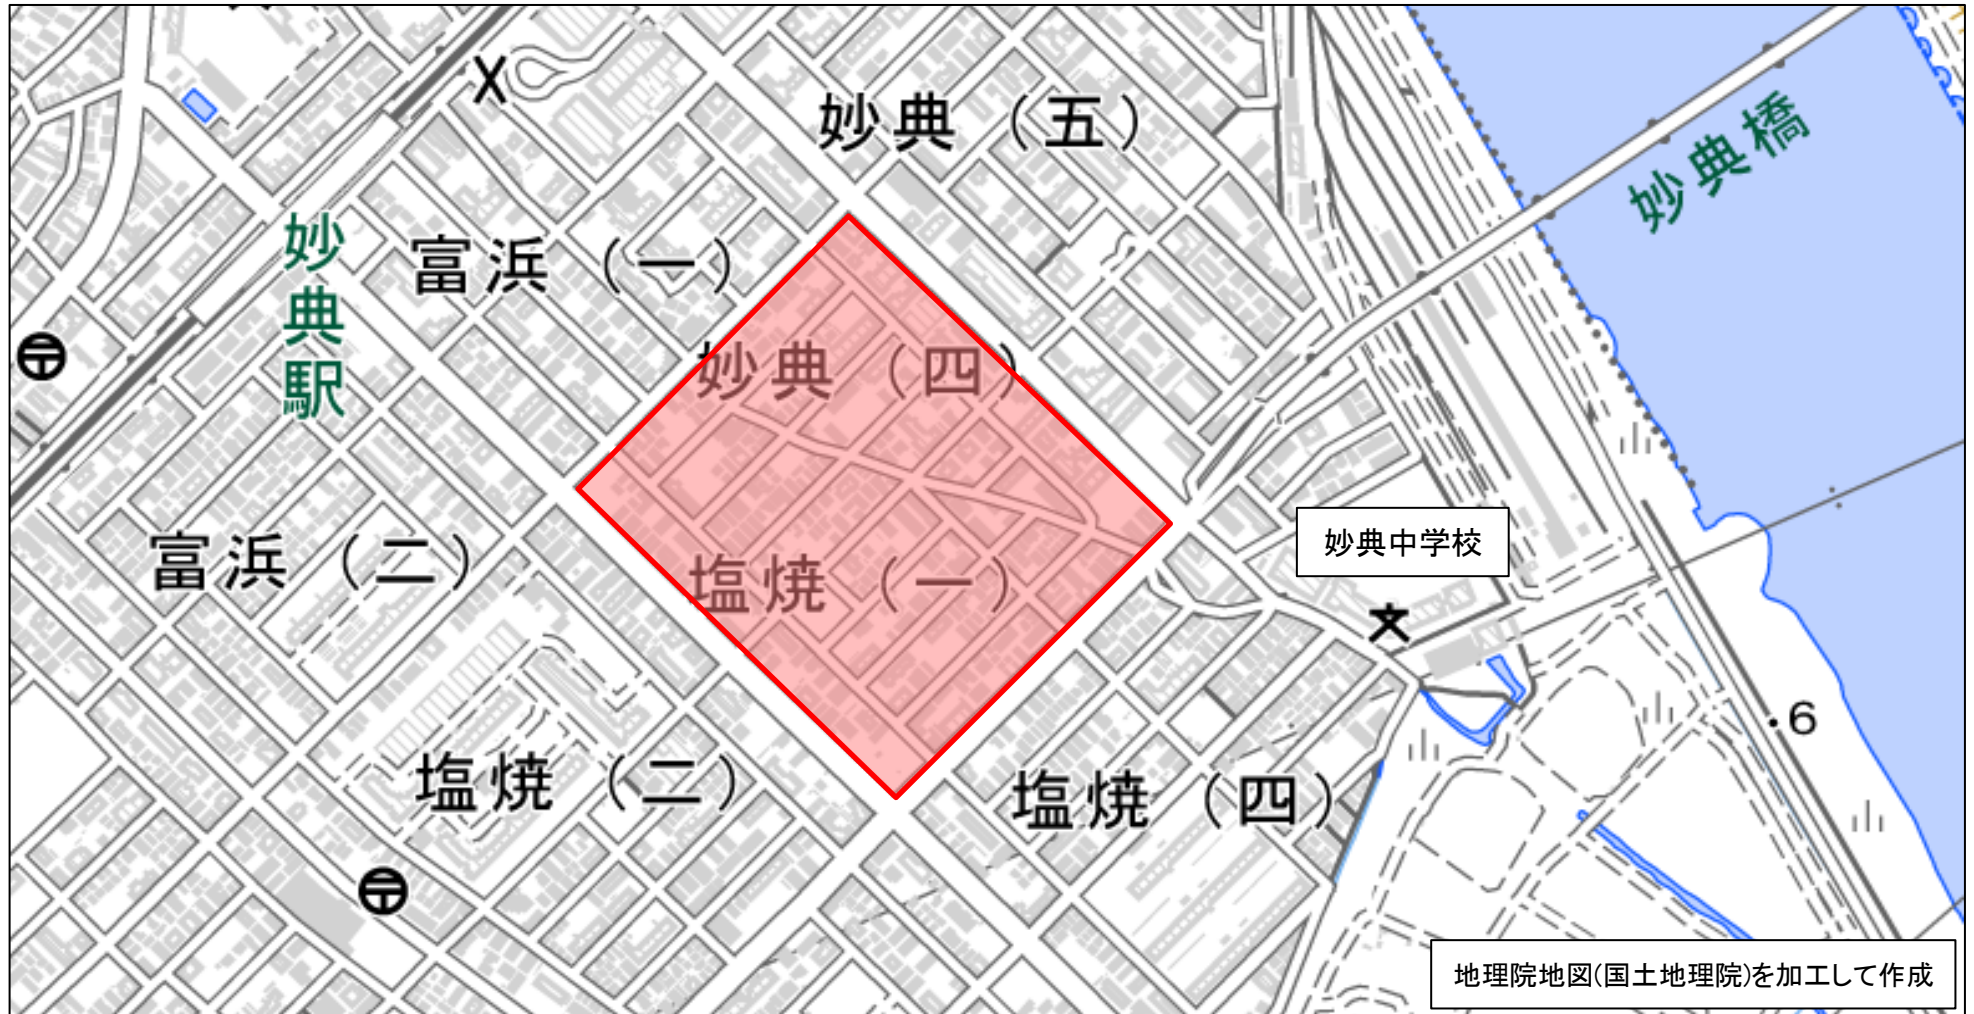 妙典（五）
妙典橋
富浜（一）
妙典駅
妙典（四）
妙典中学校
富浜（二）
塩焼（一）
6
塩焼（二）
塩焼（四）
地理院地図(国土地理院)を加工して作成